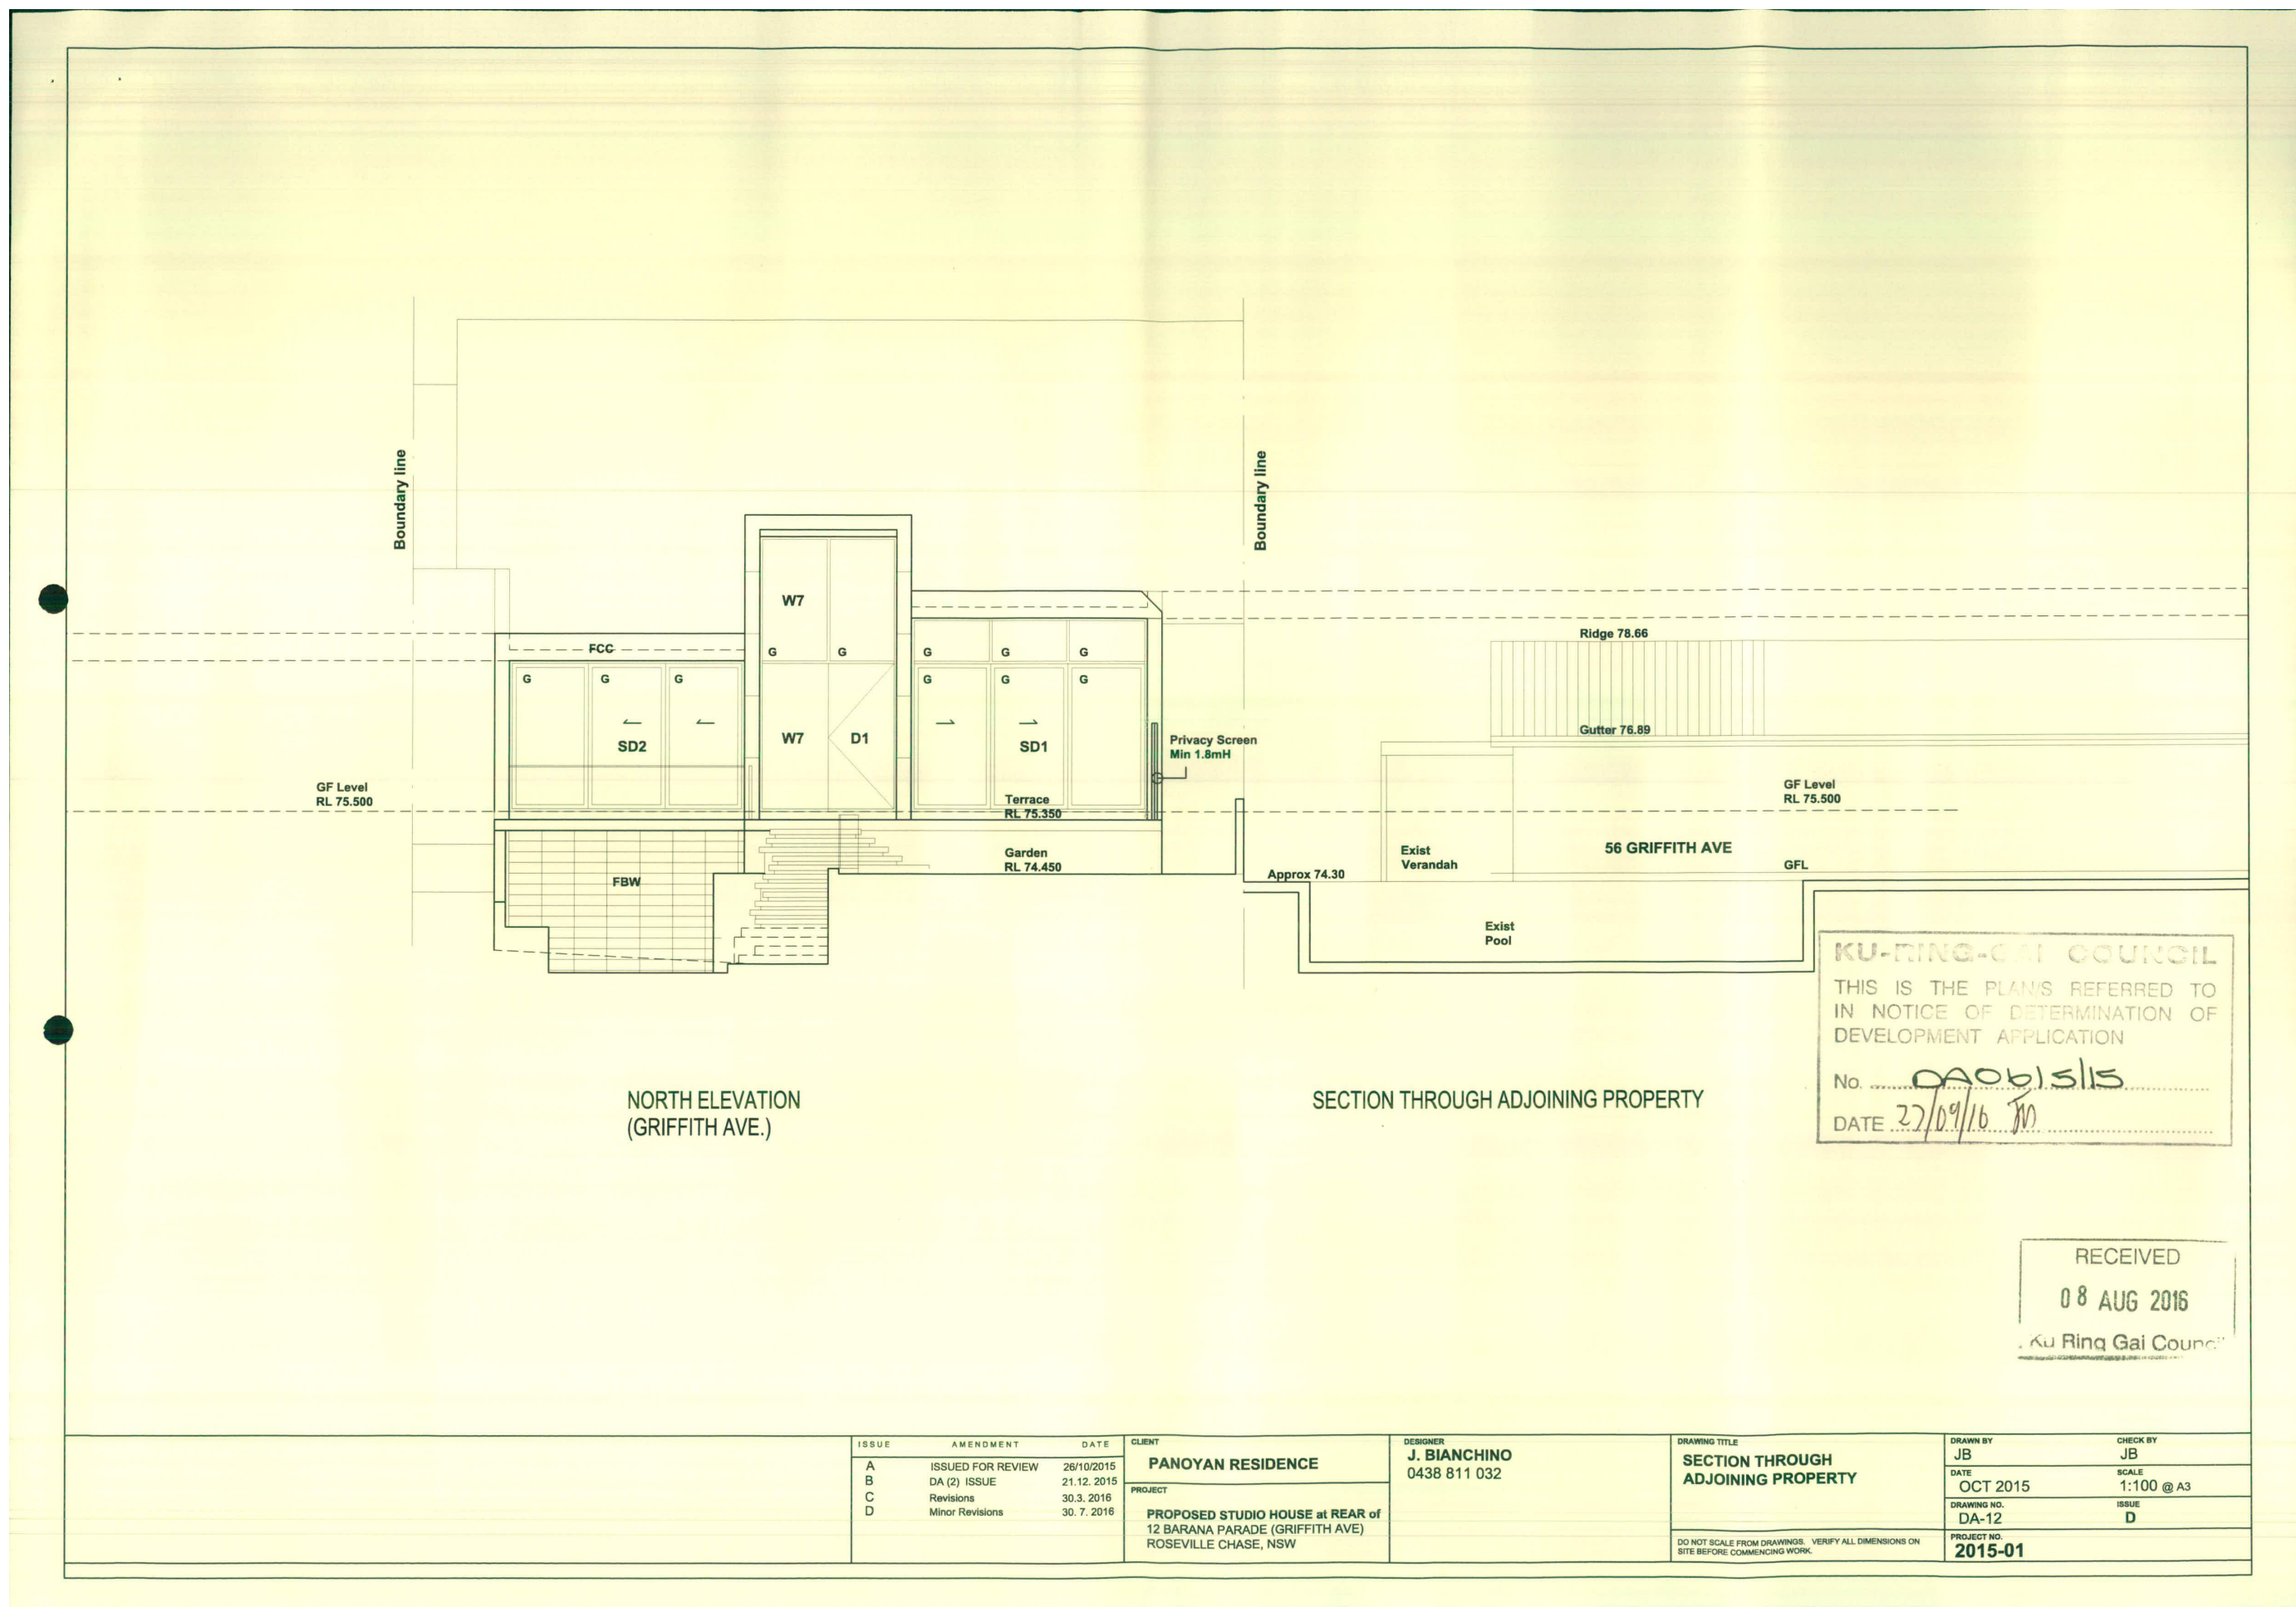 Boundary line
Boundary line
W7
FCC
G
G
G
G
G
G
G
G
G
G
G
Ridge 78.66
Gutter 76.89
SD2
W7
D1
SD1
Privacy Screen
Min 1.8mH
GF Level
RL 75.500
Terrace
RL 75.350
GF Level
RL 75.500
Garden
RL 74.450
Exist
Verandah
56 GRIFFITH AVE
GFL
Approx 74.30
FBW
Exist
Pool
NORTH ELEVATION
(GRIFFITH AVE.)
SECTION THROUGH ADJOINING PROPERTY
KU-RING-GAI COUNCIL
THIS IS THE PLAN/S REFERRED TO
IN NOTICE OF DETERMINATION OF
DEVELOPMENT APPLICATION
No. DA0615/15
DATE 27/09/16
RECEIVED
08 AUG 2016
Ku Ring Gai Council
ISSUE AMENDMENT DATE
A ISSUED FOR REVIEW 26/10/2015
B DA (2) ISSUE 21.12. 2015
C Revisions 30.3. 2016
D Minor Revisions 30. 7. 2016
CLIENT
PANOYAN RESIDENCE
PROJECT
PROPOSED STUDIO HOUSE at REAR of
12 BARANA PARADE (GRIFFITH AVE)
ROSEVILLE CHASE, NSW
DESIGNER
J. BIANCHINO
0438 811 032
DRAWING TITLE
SECTION THROUGH
ADJOINING PROPERTY
DO NOT SCALE FROM DRAWINGS. VERIFY ALL DIMENSIONS ON
SITE BEFORE COMMENCING WORK.
DRAWN BY
JB
CHECK BY
JB
DATE
OCT 2015
SCALE
1:100 @ A3
DRAWING NO.
DA-12
ISSUE
D
PROJECT NO.
2015-01